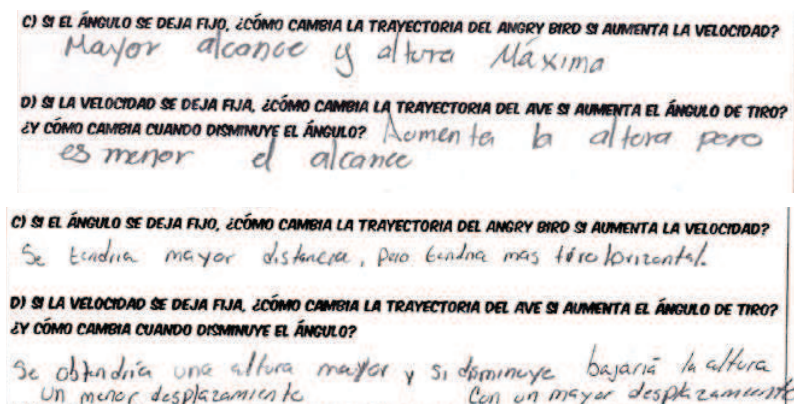 C) SI EL ÁNGULO SE DEJA FIJO, ¿CÓMO CAMBIA LA TRAYECTORIA DEL ANGRY BIRD SI AUMENTA LA VELOCIDAD?
Mayor alcance y altura Máxima
D) SI LA VELOCIDAD SE DEJA FIJA, ¿CÓMO CAMBIA LA TRAYECTORIA DEL AVE SI AUMENTA EL ÁNGULO DE TIRO?
¿Y CÓMO CAMBIA CUANDO DISMINUYE EL ÁNGULO? Aumenta la altura pero
es menor el alcance
C) SI EL ÁNGULO SE DEJA FIJO, ¿CÓMO CAMBIA LA TRAYECTORIA DEL ANGRY BIRD SI AUMENTA LA VELOCIDAD?
Se tendria mayor distancia, pero tendria mas tiro horizontal.
D) SI LA VELOCIDAD SE DEJA FIJA, ¿CÓMO CAMBIA LA TRAYECTORIA DEL AVE SI AUMENTA EL ÁNGULO DE TIRO?
¿Y CÓMO CAMBIA CUANDO DISMINUYE EL ÁNGULO?
Se obtendría una altura mayor y si disminuye bajaría la altura
un menor desplazamiento con un mayor desplazamiento